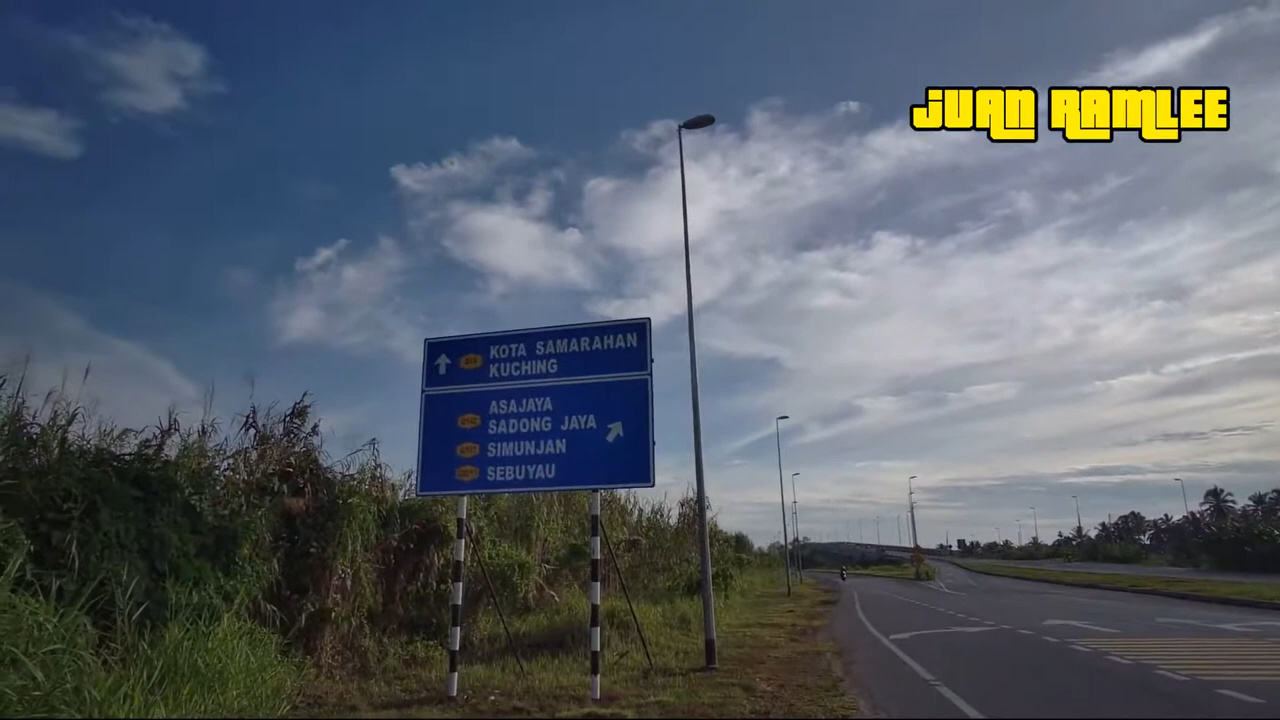 JUAN RAMLEE
KOTA SAMARAHAN
KUCHING
ASAJAYA
SADONG JAYA
SIMUNJAN
SEBUYAU